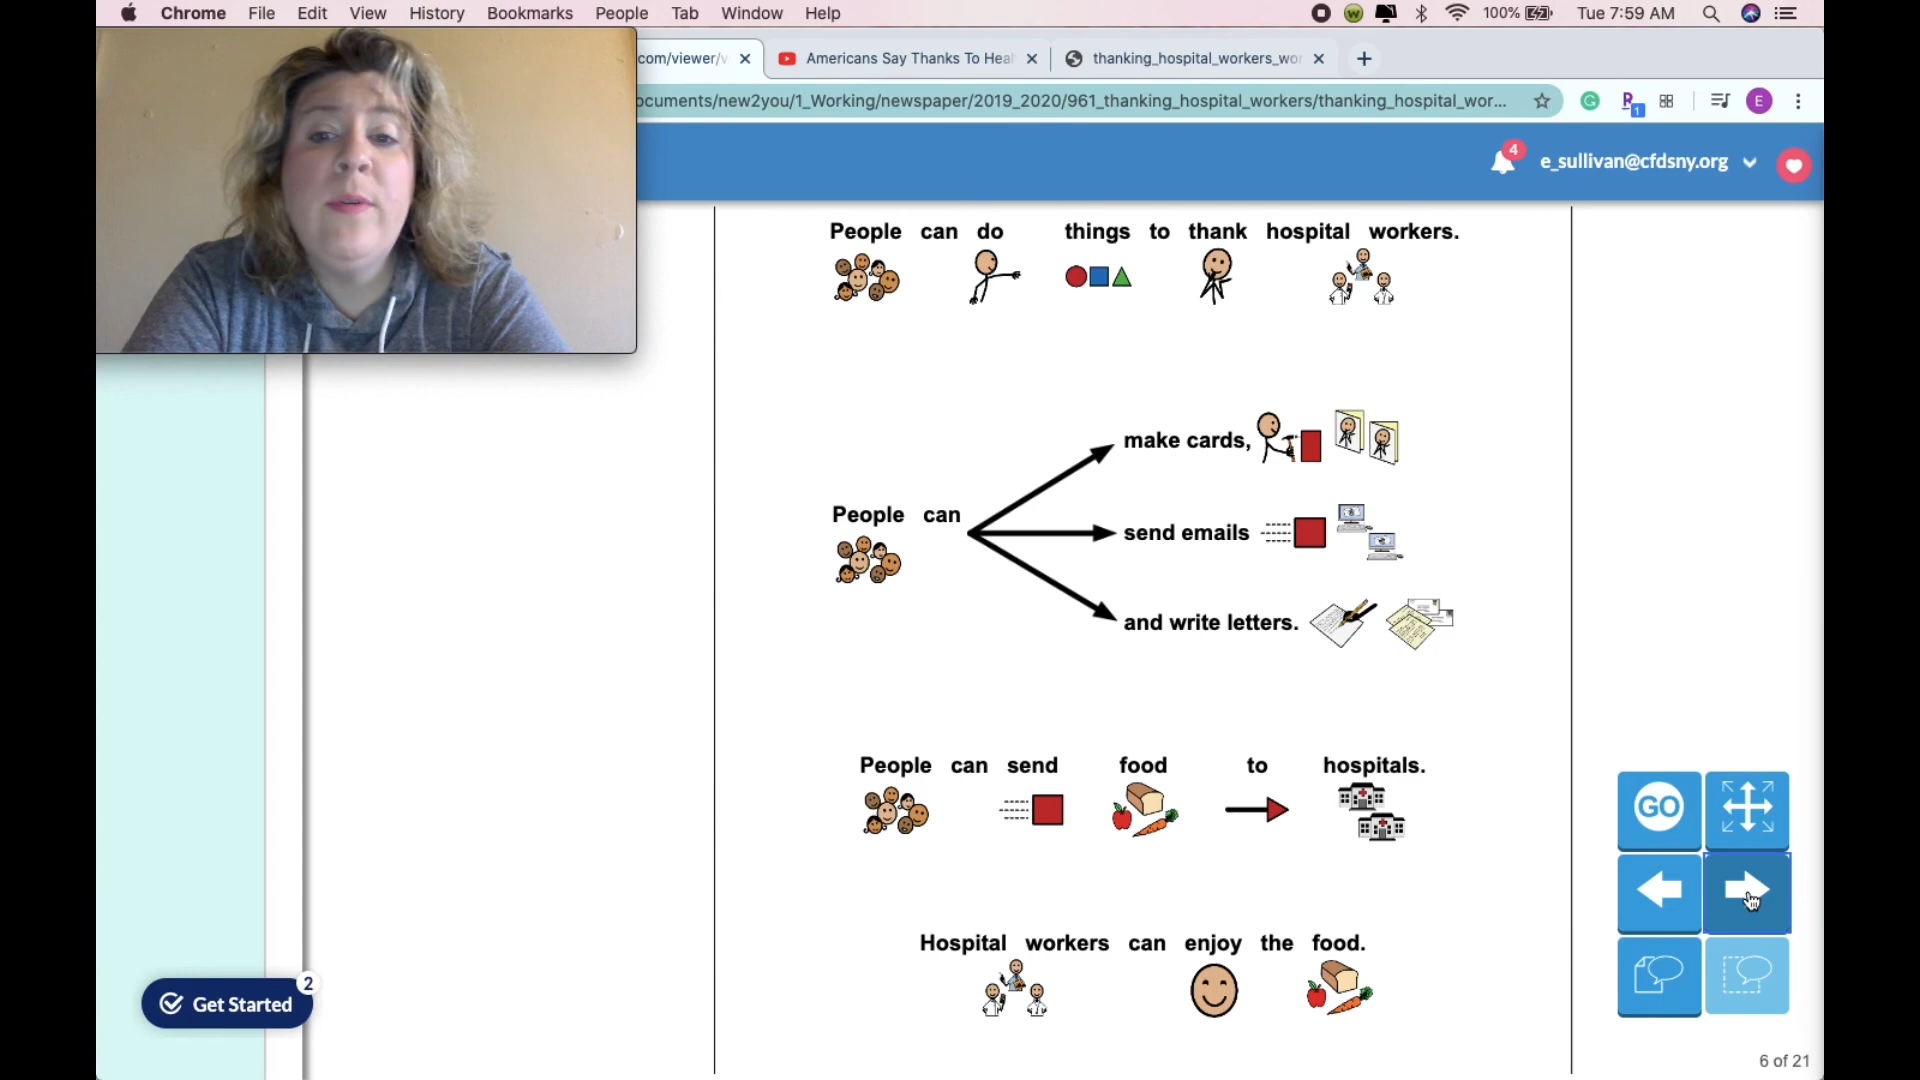 Chrome File Edit View History Bookmarks People Tab Window Help 100% Tue 7:59 AM
com/viewer/v Americans Say Thanks To Heal thanking_hospital_workers_wor
ocuments/new2you/1_Working/newspaper/2019_2020/961_thanking_hospital_workers/thanking_hospital_wor... G R 1 E
4 e_sullivan@cfdsny.org
People can do things to thank hospital workers.
make cards,
People can
send emails
and write letters.
People can send food to hospitals.
GO
Hospital workers can enjoy the food.
Get Started 2
6 of 21